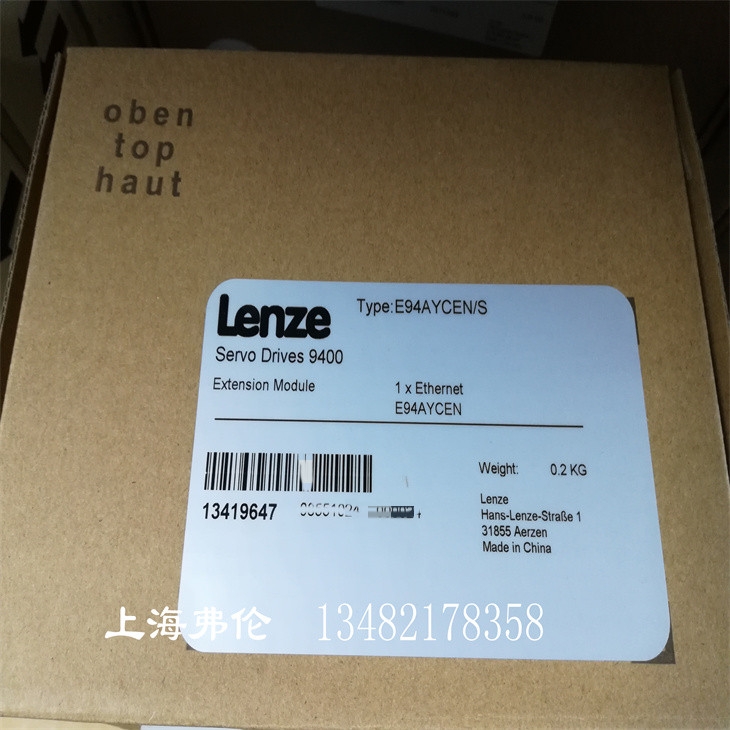 oben
top
haut
Lenze
Type:E94AYCEN/S
Servo Drives 9400
Extension Module
1 x Ethernet
E94AYCEN
Weight: 0.2 KG
13419647
Lenze
Hans-Lenze-Straße 1
31855 Aerzen
Made in China
上海弗伦 13482178358